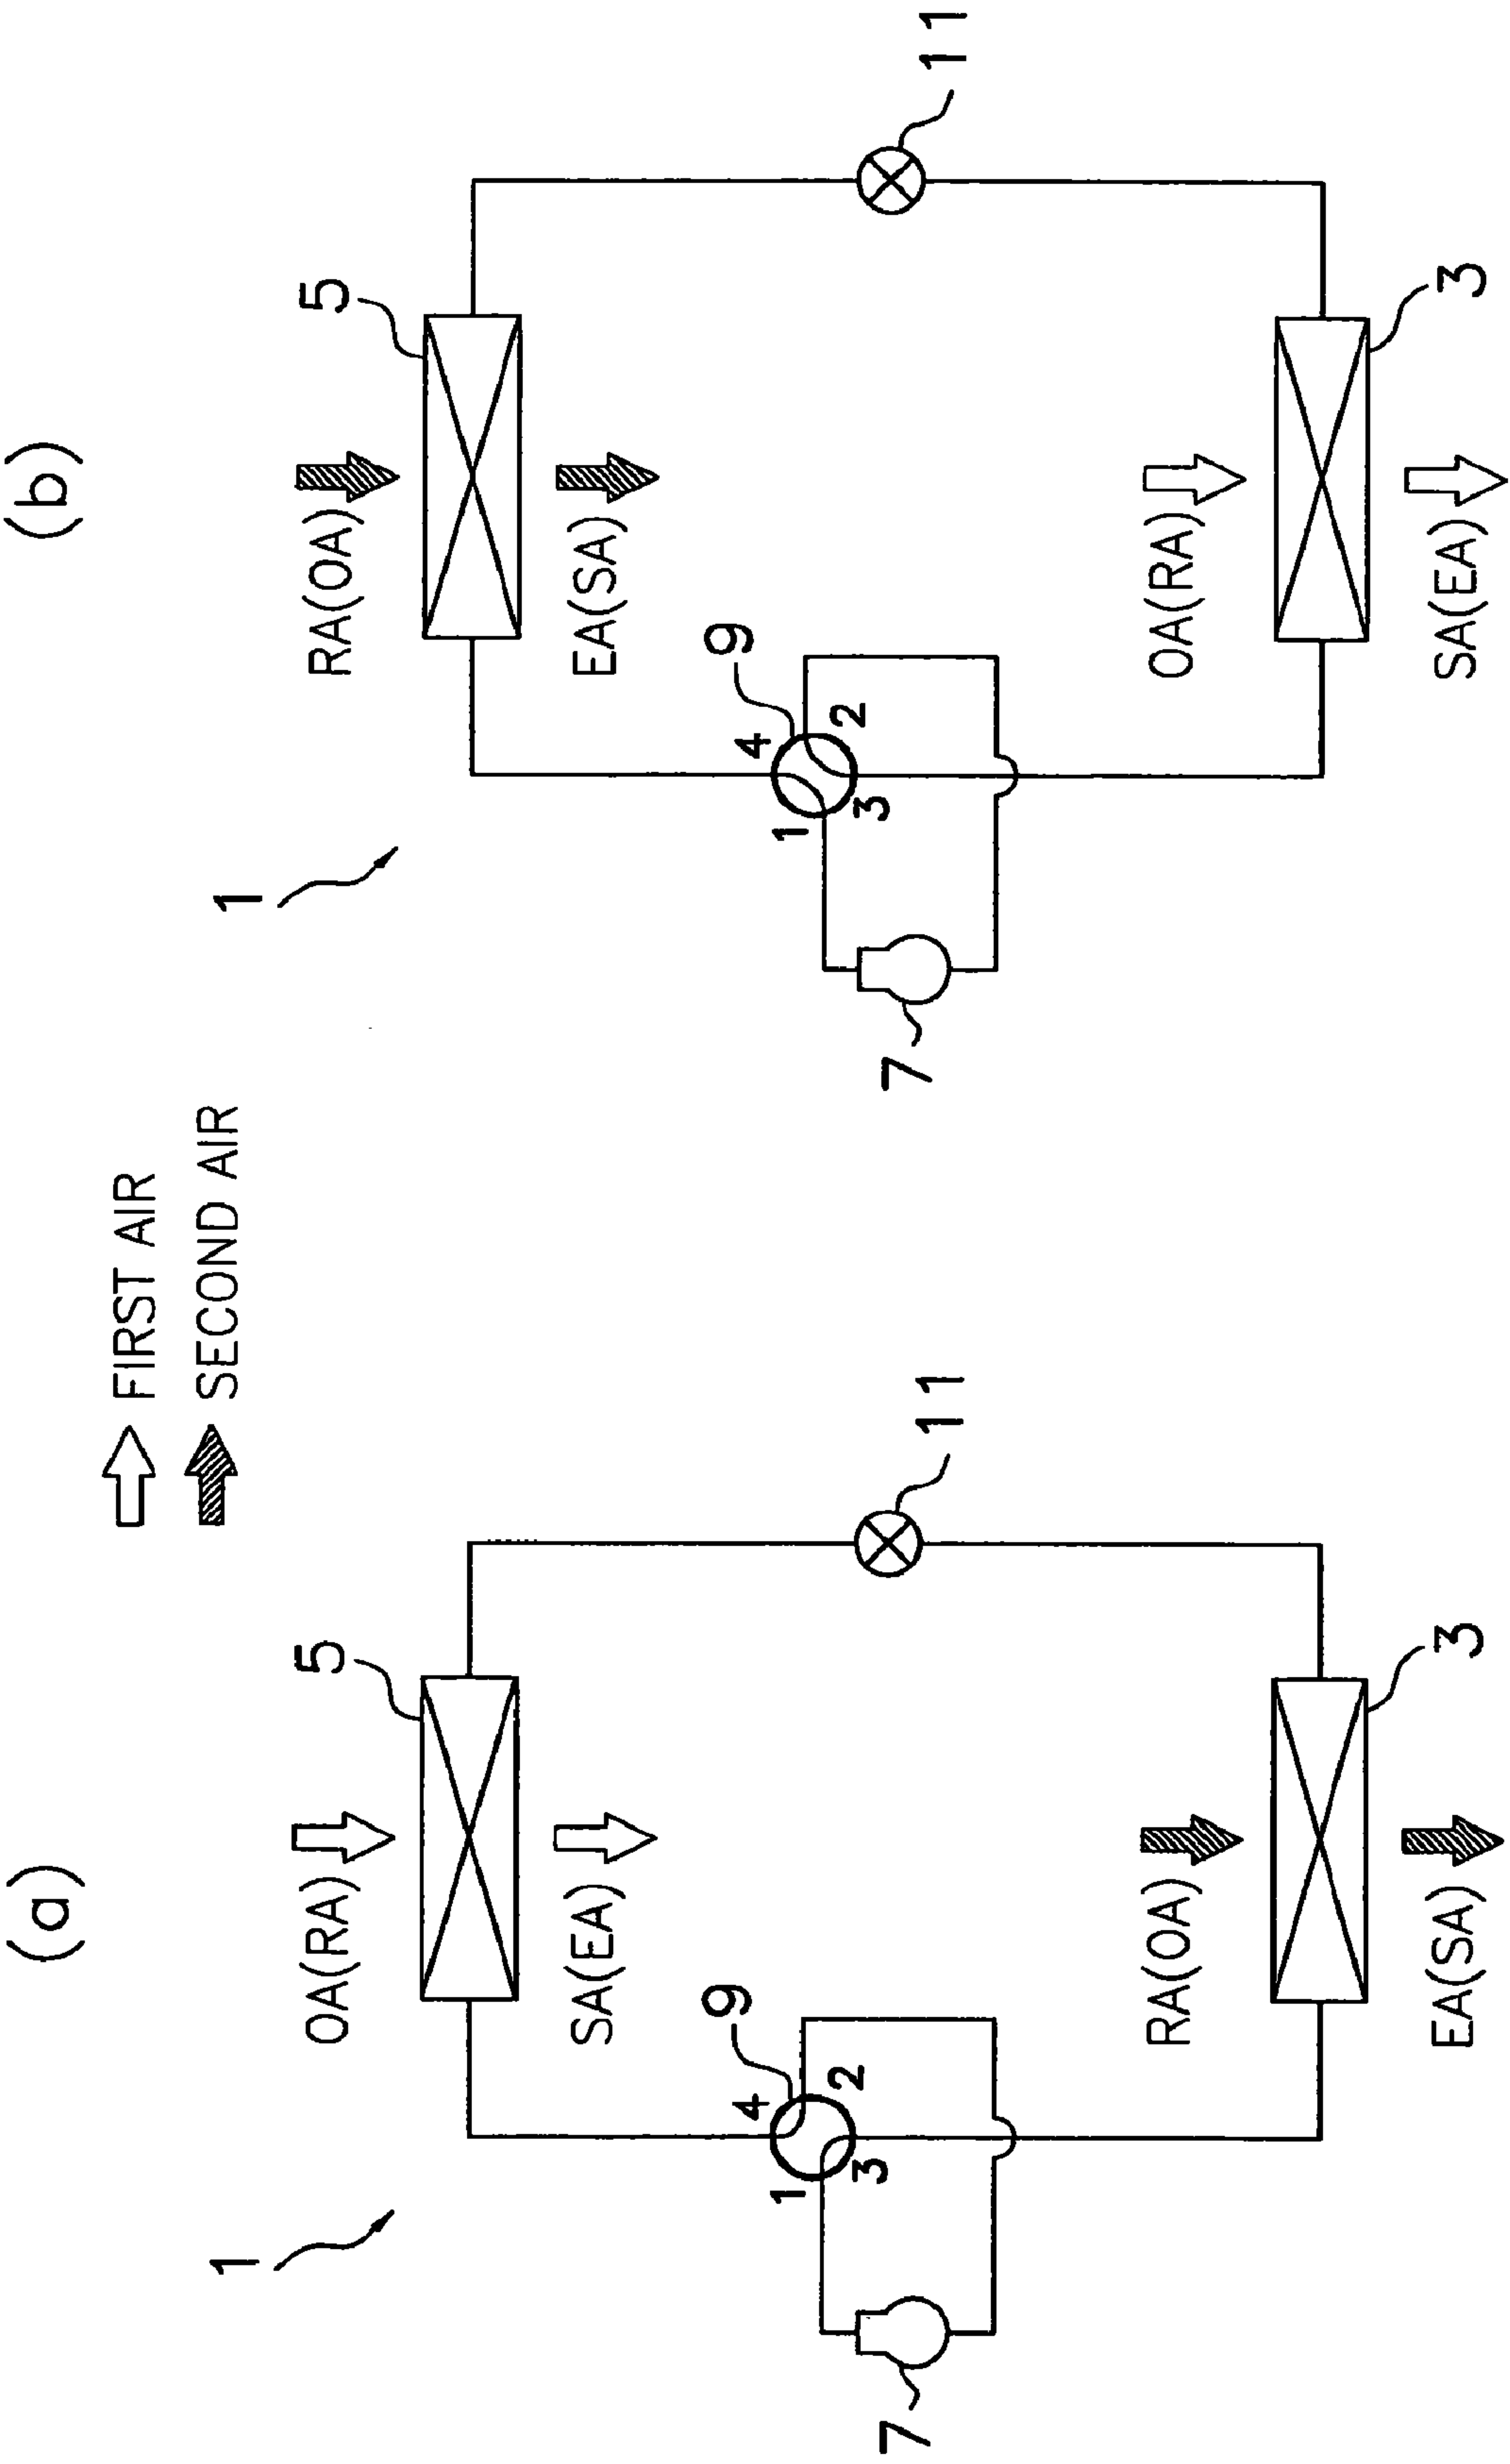 FIRST AIR
SECOND AIR
(a)
1
5
OA(RA)
SA(EA)
9
4
1
2
3
7
11
RA(OA)
3
EA(SA)
(b)
1
5
RA(OA)
EA(SA)
9
4
1
2
3
7
11
OA(RA)
3
SA(EA)